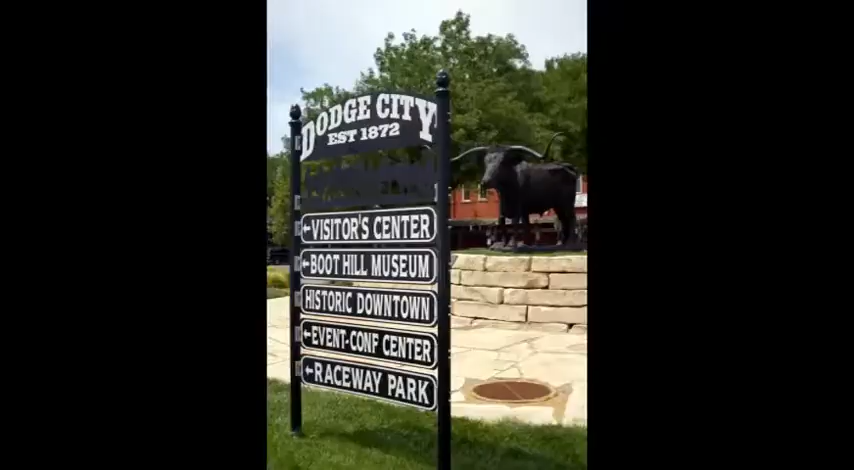 DODGE CITY
EST 1872
←VISITOR'S CENTER
←BOOT HILL MUSEUM
HISTORIC DOWNTOWN
←EVENT-CONF CENTER
←RACEWAY PARK